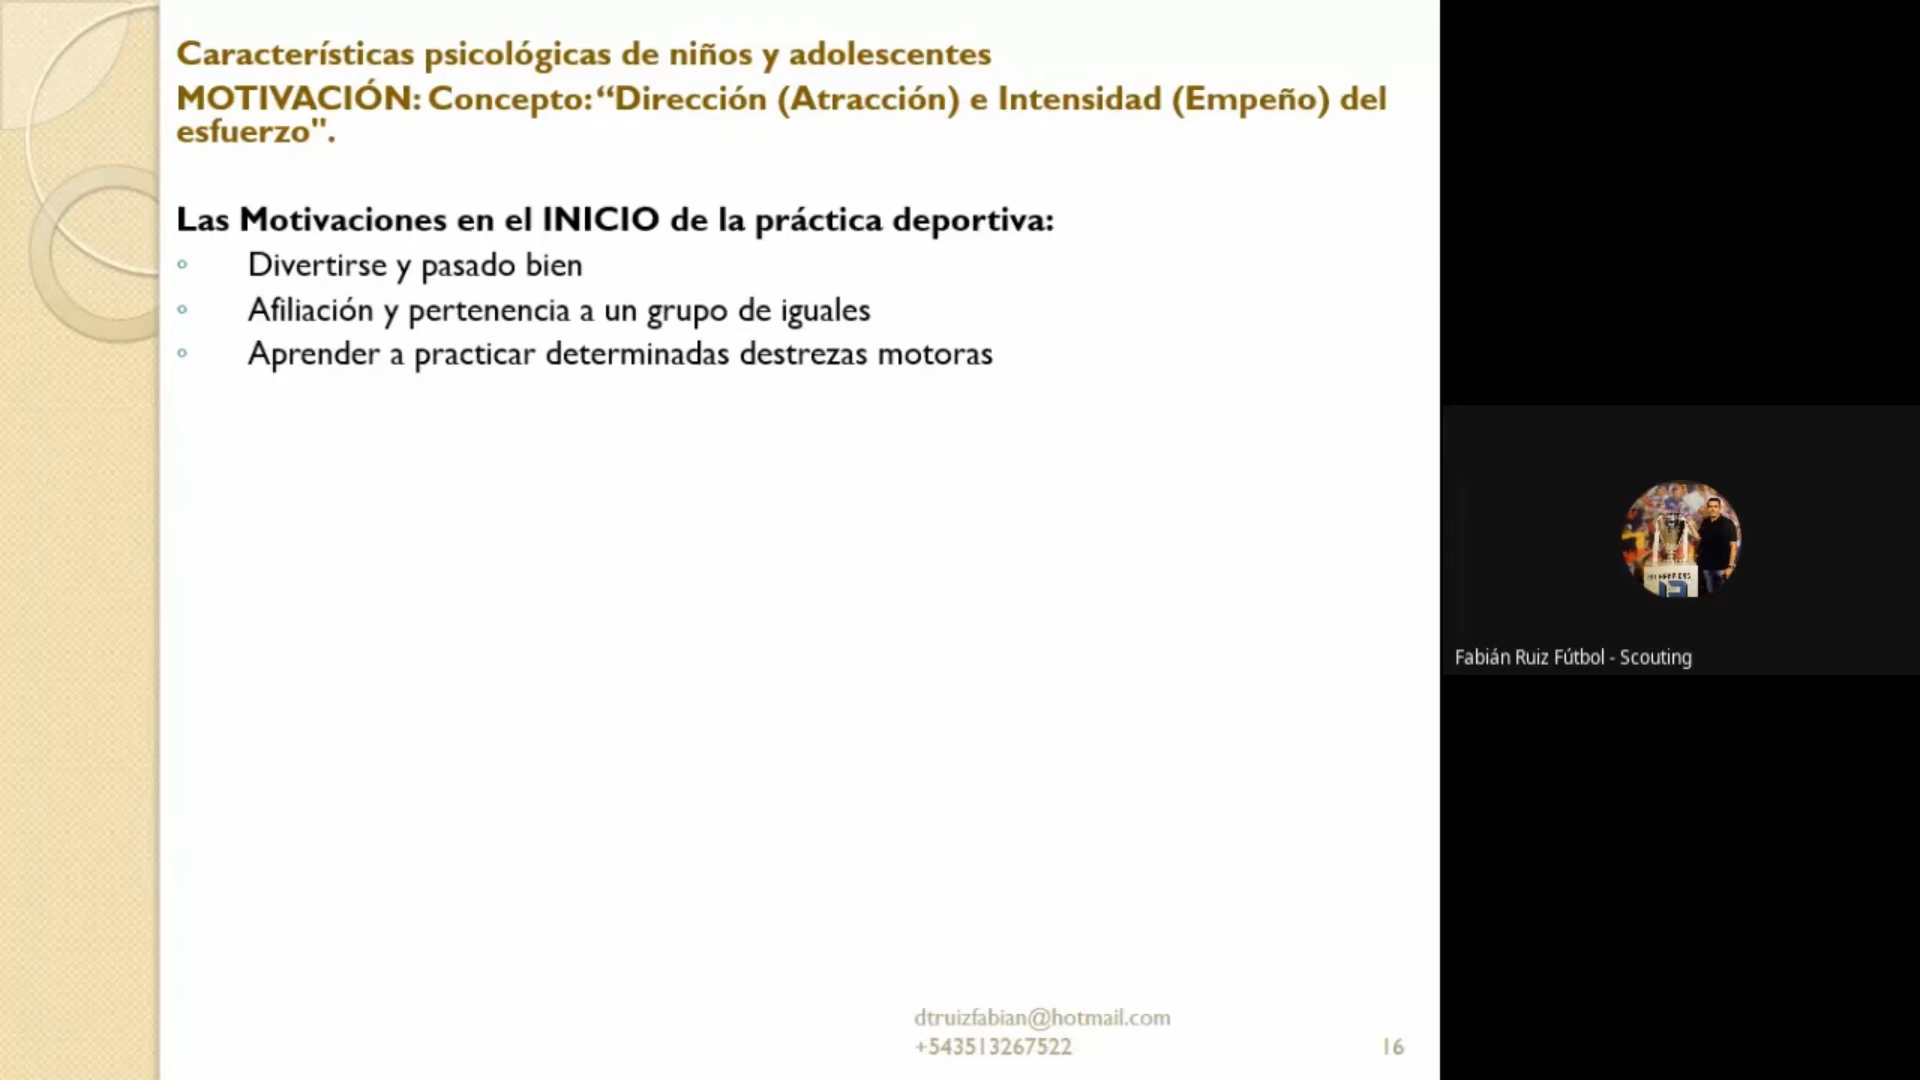 Características psicológicas de niños y adolescentes
MOTIVACIÓN: Concepto: “Dirección (Atracción) e Intensidad (Empeño) del
esfuerzo".
Las Motivaciones en el INICIO de la práctica deportiva:
Divertirse y pasado bien
Afiliación y pertenencia a un grupo de iguales
Aprender a practicar determinadas destrezas motoras
dtruizfabian@hotmail.com
+543513267522
16
Fabián Ruiz Fútbol - Scouting